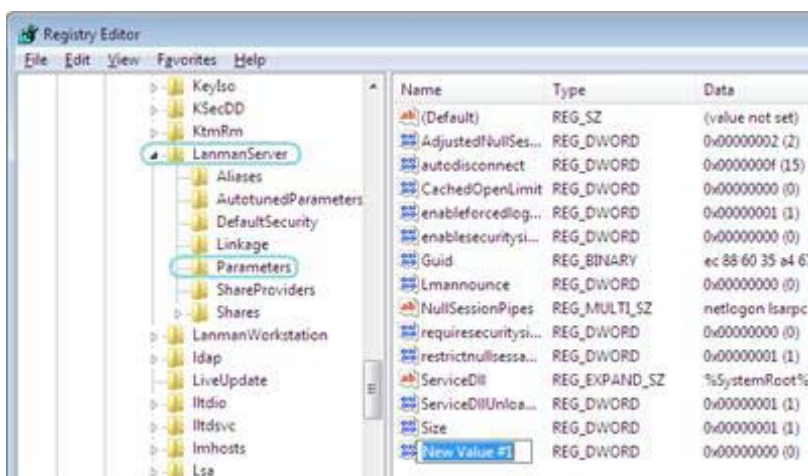 Registry Editor
File Edit View Favorites Help
KeyIso
KSecDD
KtmRm
LanmanServer
Aliases
AutotunedParameters
DefaultSecurity
Linkage
Parameters
ShareProviders
Shares
LanmanWorkstation
ldap
LiveUpdate
lltdio
lltdsvc
lmhosts
Lsa
Name Type Data
(Default) REG_SZ (value not set)
AdjustedNullSes... REG_DWORD 0x00000002 (2)
autodisconnect REG_DWORD 0x0000000f (15)
CachedOpenLimit REG_DWORD 0x00000000 (0)
enableforcedlog... REG_DWORD 0x00000001 (1)
enablesecuritysi... REG_DWORD 0x00000000 (0)
Guid REG_BINARY ec 88 60 35 a4 6
Lmannounce REG_DWORD 0x00000000 (0)
NullSessionPipes REG_MULTI_SZ netlogon lsarpc
requiresecuritysi... REG_DWORD 0x00000000 (0)
restrictnullsessa... REG_DWORD 0x00000001 (1)
ServiceDll REG_EXPAND_SZ %SystemRoot%
ServiceDllUnloa... REG_DWORD 0x00000001 (1)
Size REG_DWORD 0x00000001 (1)
New Value #1 REG_DWORD 0x00000000 (0)